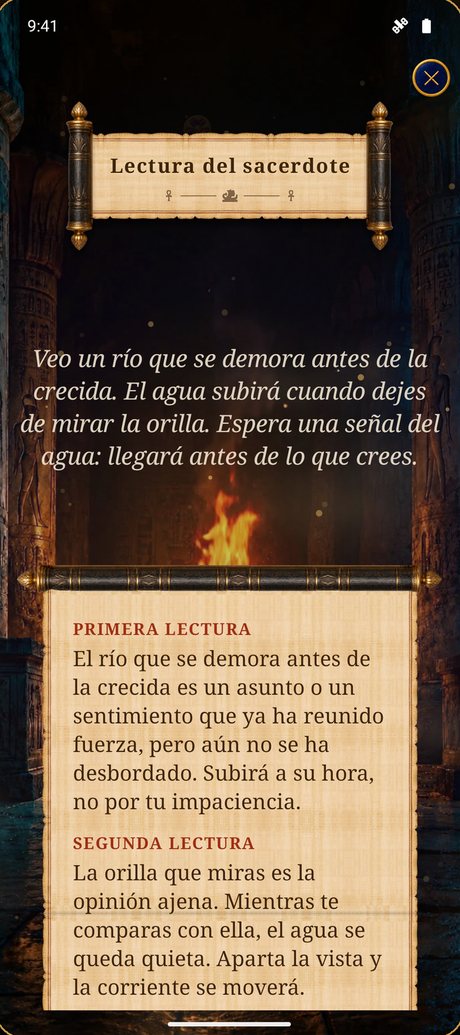 9:41
Lectura del sacerdote
Veo un río que se demora antes de la
crecida. El agua subirá cuando dejes
de mirar la orilla. Espera una señal del
agua: llegará antes de lo que crees.
PRIMERA LECTURA
El río que se demora antes de
la crecida es un asunto o un
sentimiento que ya ha reunido
fuerza, pero aún no se ha
desbordado. Subirá a su hora,
no por tu impaciencia.
SEGUNDA LECTURA
La orilla que miras es la
opinión ajena. Mientras te
comparas con ella, el agua se
queda quieta. Aparta la vista y
la corriente se moverá.